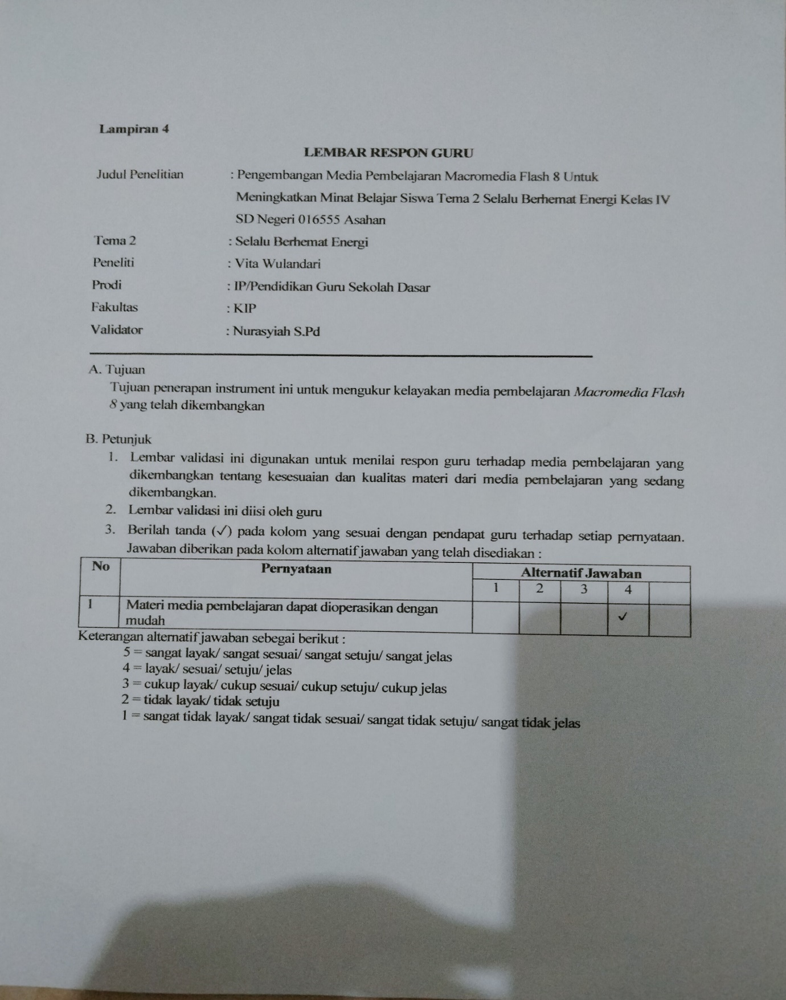 Lampiran 4
LEMBAR RESPON GURU
Judul Penelitian : Pengembangan Media Pembelajaran Macromedia Flash 8 Untuk
Meningkatkan Minat Belajar Siswa Tema 2 Selalu Berhemat Energi Kelas IV
SD Negeri 016555 Asahan
Tema 2 : Selalu Berhemat Energi
Peneliti : Vita Wulandari
Prodi : IP/Pendidikan Guru Sekolah Dasar
Fakultas : KIP
Validator : Nurasyiah S.Pd
A. Tujuan
Tujuan penerapan instrument ini untuk mengukur kelayakan media pembelajaran Macromedia Flash
8 yang telah dikembangkan
B. Petunjuk
1. Lembar validasi ini digunakan untuk menilai respon guru terhadap media pembelajaran yang
dikembangkan tentang kesesuaian dan kualitas materi dari media pembelajaran yang sedang
dikembangkan.
2. Lembar validasi ini diisi oleh guru
3. Berilah tanda (✓) pada kolom yang sesuai dengan pendapat guru terhadap setiap pernyataan.
Jawaban diberikan pada kolom alternatif jawaban yang telah disediakan :
No Pernyataan Alternatif Jawaban
1 2 3 4
1 Materi media pembelajaran dapat dioperasikan dengan
mudah ✓
Keterangan alternatif jawaban sebegai berikut :
5 = sangat layak/ sangat sesuai/ sangat setuju/ sangat jelas
4 = layak/ sesuai/ setuju/ jelas
3 = cukup layak/ cukup sesuai/ cukup setuju/ cukup jelas
2 = tidak layak/ tidak setuju
1 = sangat tidak layak/ sangat tidak sesuai/ sangat tidak setuju/ sangat tidak jelas